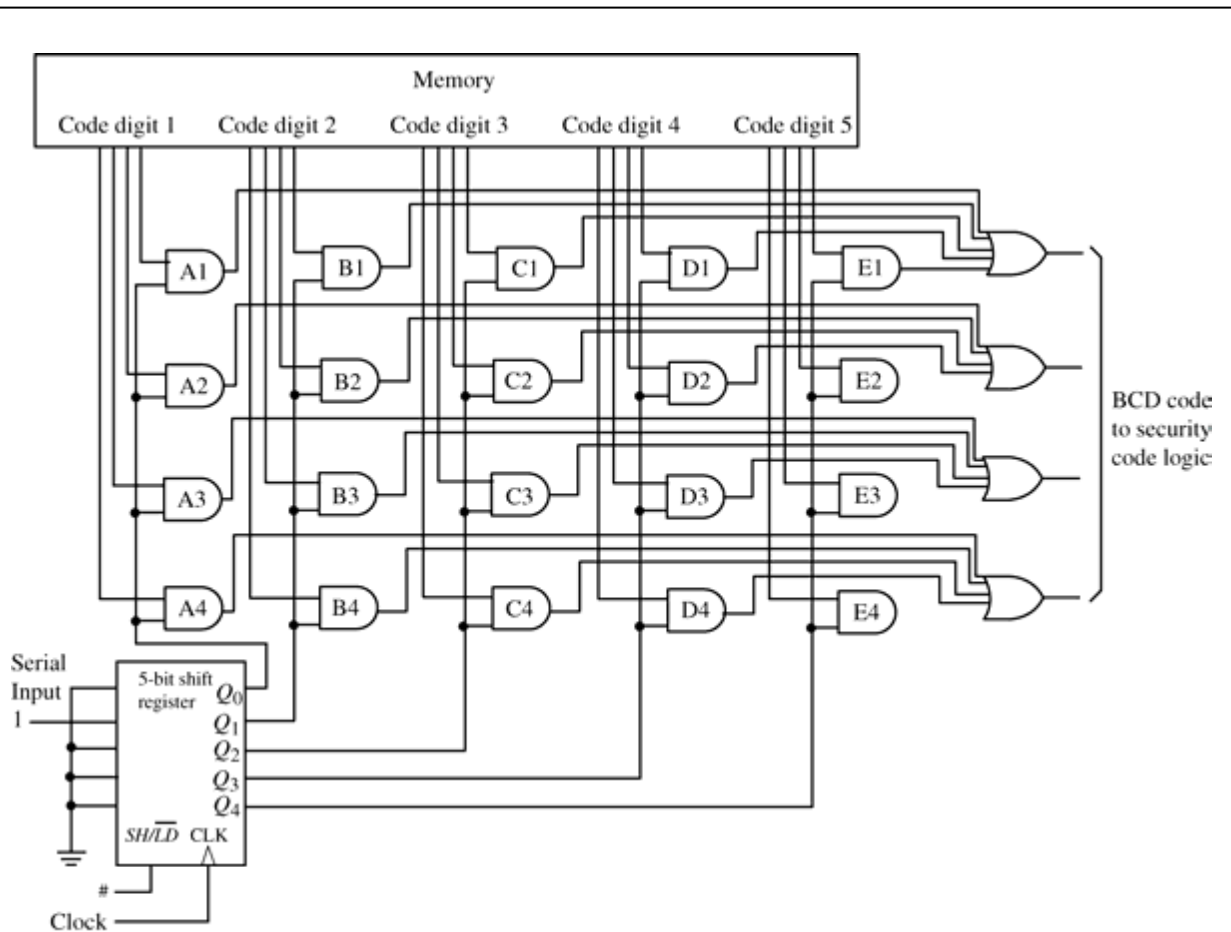 Memory
Code digit 1 Code digit 2 Code digit 3 Code digit 4 Code digit 5
A1 B1 C1 D1 E1
A2 B2 C2 D2 E2
A3 B3 C3 D3 E3
A4 B4 C4 D4 E4
BCD code
to security
code logic
Serial
Input
1
5-bit shift
register
Q0
Q1
Q2
Q3
Q4
SH/L̅D̅ CLK
#
Clock